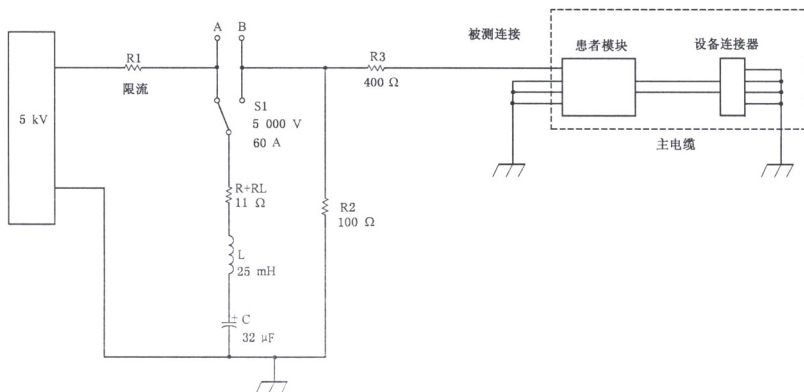 A
B
R1
限流
5 kV
S1
5 000 V
60 A
R3
400 Ω
被测连接
患者模块
设备连接器
主电缆
R+RL
11 Ω
L
25 mH
R2
100 Ω
+ C
32 μF